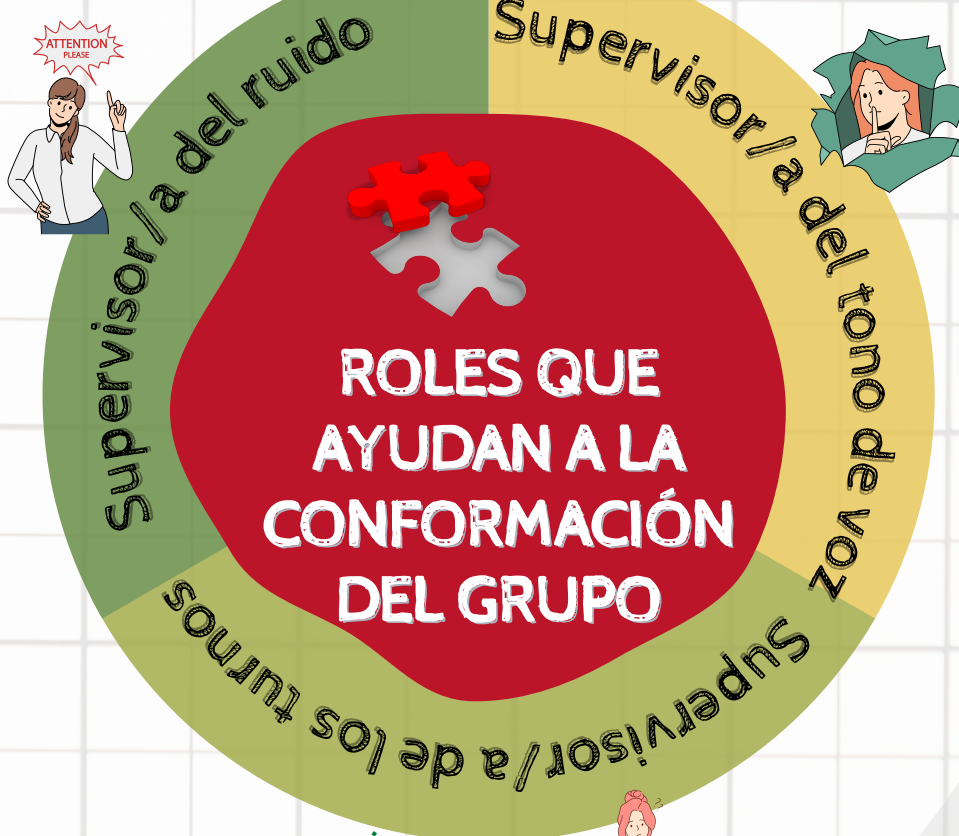 ATTENTION
PLEASE
Supervisor/a del ruido
Supervisor/a del tono de voz
ROLES QUE
AYUDAN A LA
CONFORMACIÓN
DEL GRUPO
Supervisor/a de los turnos